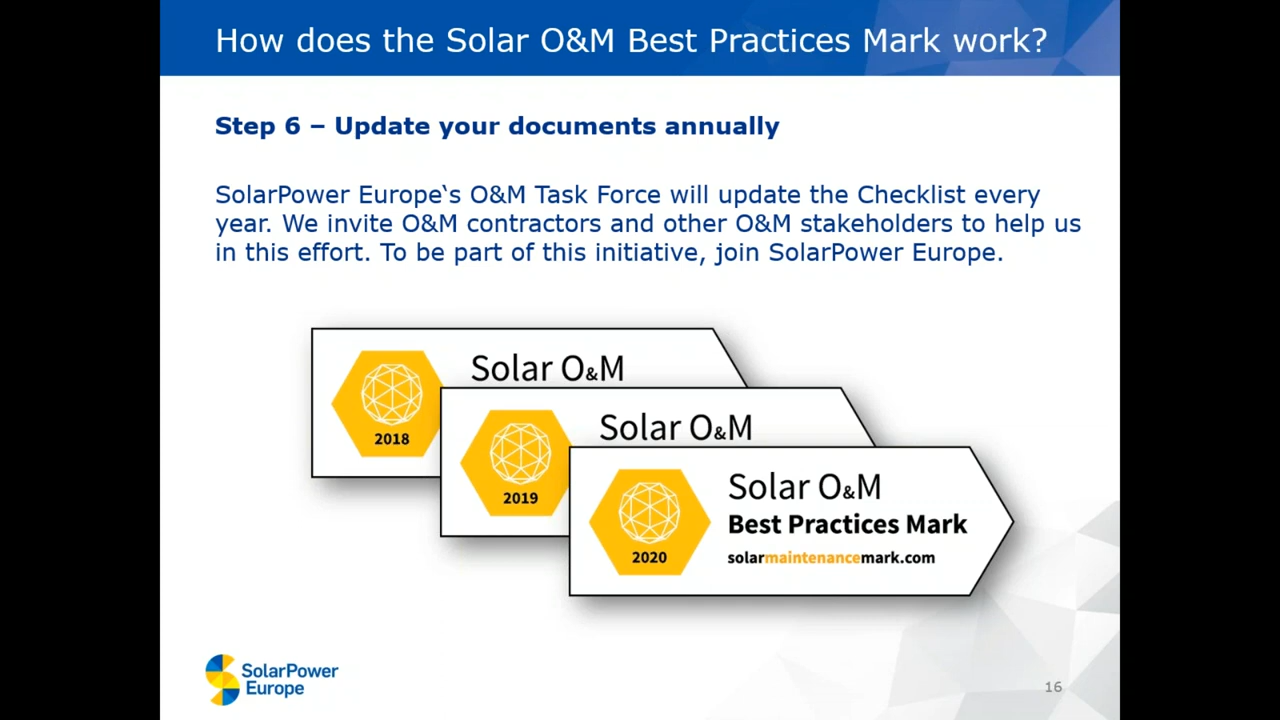 How does the Solar O&M Best Practices Mark work?
Step 6 – Update your documents annually
SolarPower Europe‘s O&M Task Force will update the Checklist every
year. We invite O&M contractors and other O&M stakeholders to help us
in this effort. To be part of this initiative, join SolarPower Europe.
Solar O&M
2018
Solar O&M
2019
Solar O&M
Best Practices Mark
solarmaintenancemark.com
2020
SolarPower
Europe
16